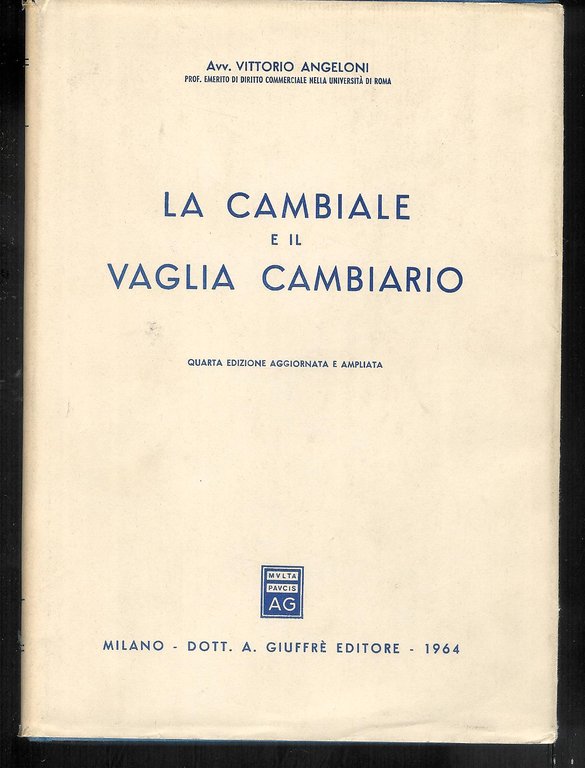 Avv. VITTORIO ANGELONI
PROF. EMERITO DI DIRITTO COMMERCIALE NELLA UNIVERSITÀ DI ROMA
LA CAMBIALE
E IL
VAGLIA CAMBIARIO
QUARTA EDIZIONE AGGIORNATA E AMPLIATA
MVLTA
PAVCIS
AG
MILANO - DOTT. A. GIUFFRÈ EDITORE - 1964